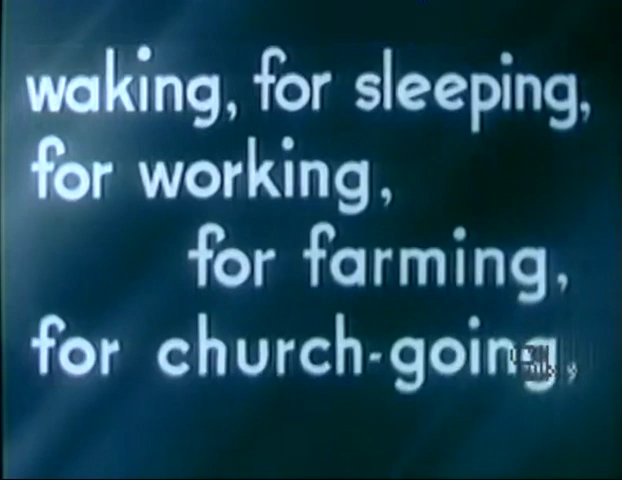 waking, for sleeping,
for working,
for farming,
for church-going,